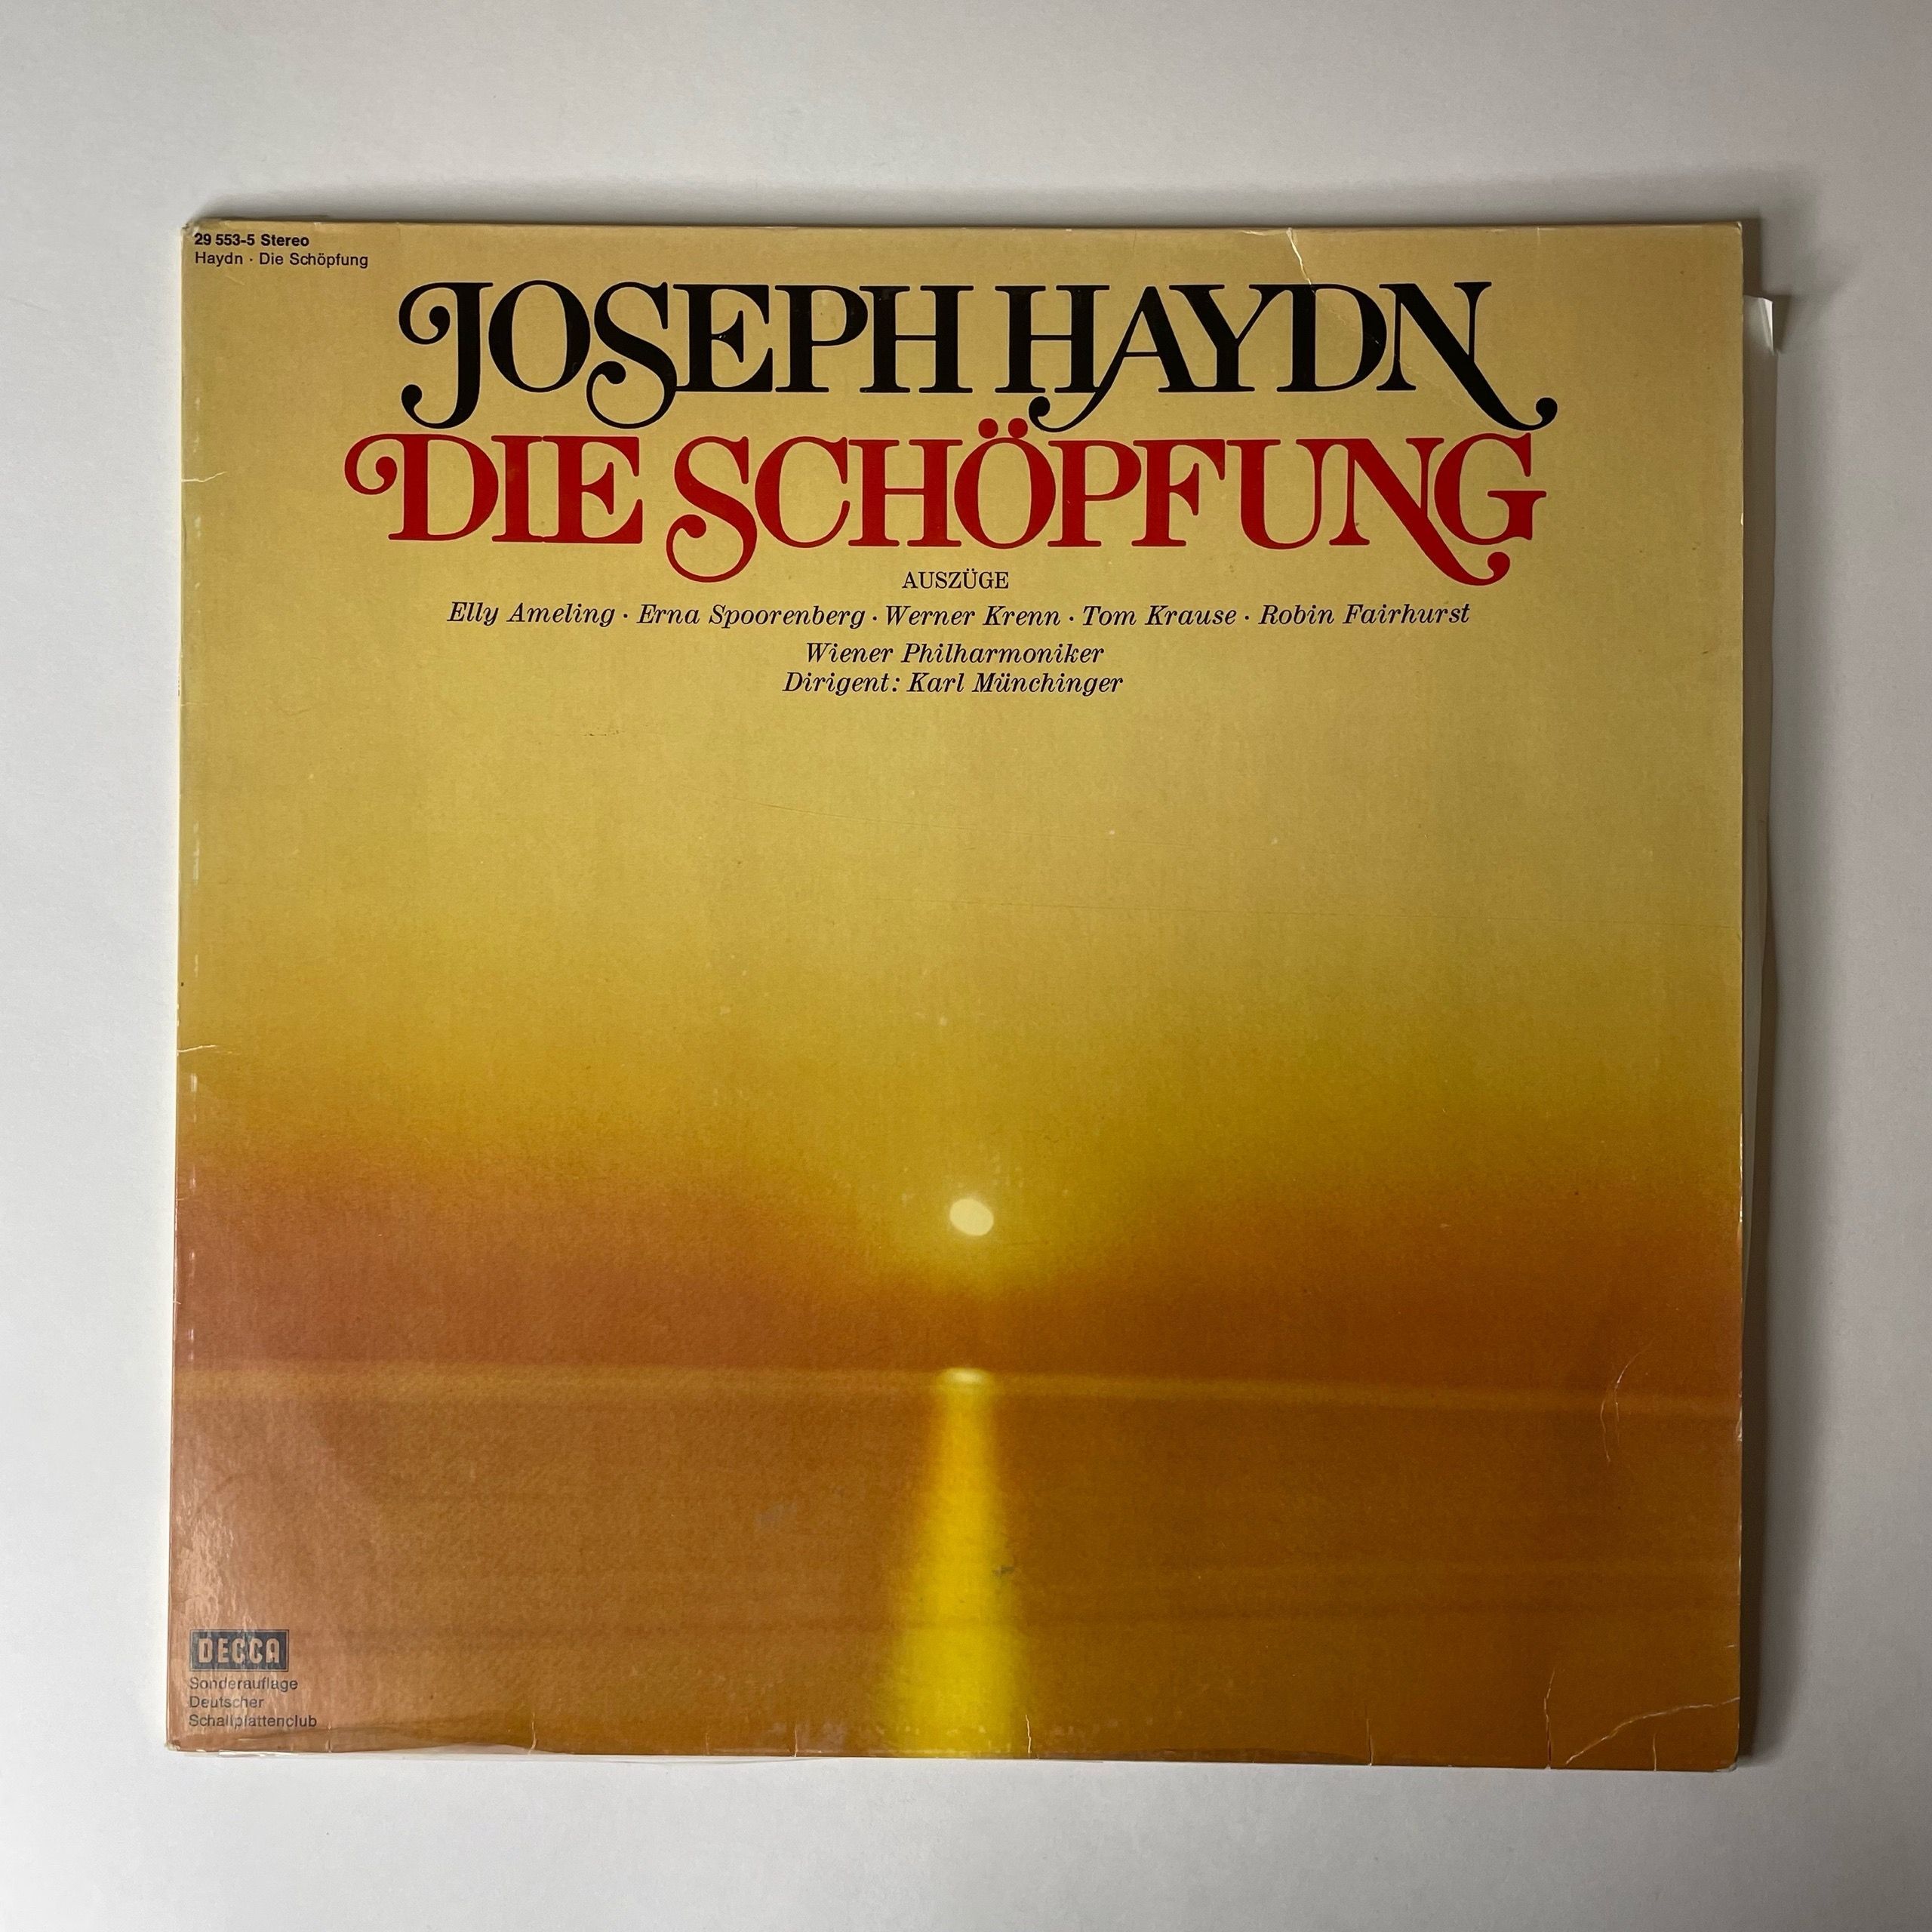 29 553-5 Stereo
Haydn · Die Schöpfung
JOSEPH HAYDN
DIE SCHÖPFUNG
AUSZÜGE
Elly Ameling · Erna Spoorenberg · Werner Krenn · Tom Krause · Robin Fairhurst
Wiener Philharmoniker
Dirigent: Karl Münchinger
DECCA
Sonderauflage
Deutscher
Schallplattenclub